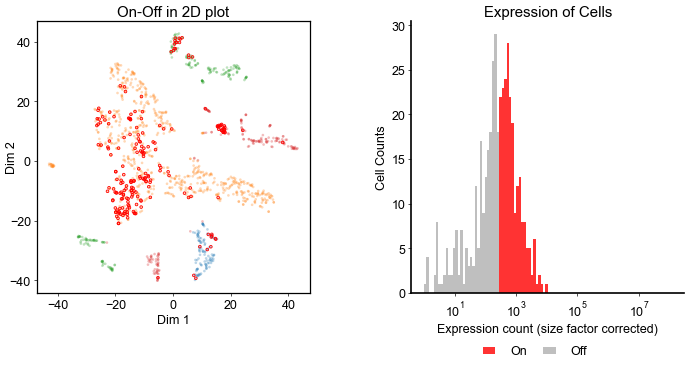 On-Off in 2D plot
Dim 2
40
20
0
−20
−40
−40 −20 0 20 40
Dim 1
Expression of Cells
Cell Counts
30
25
20
15
10
5
0
10^1 10^3 10^5 10^7
Expression count (size factor corrected)
On Off